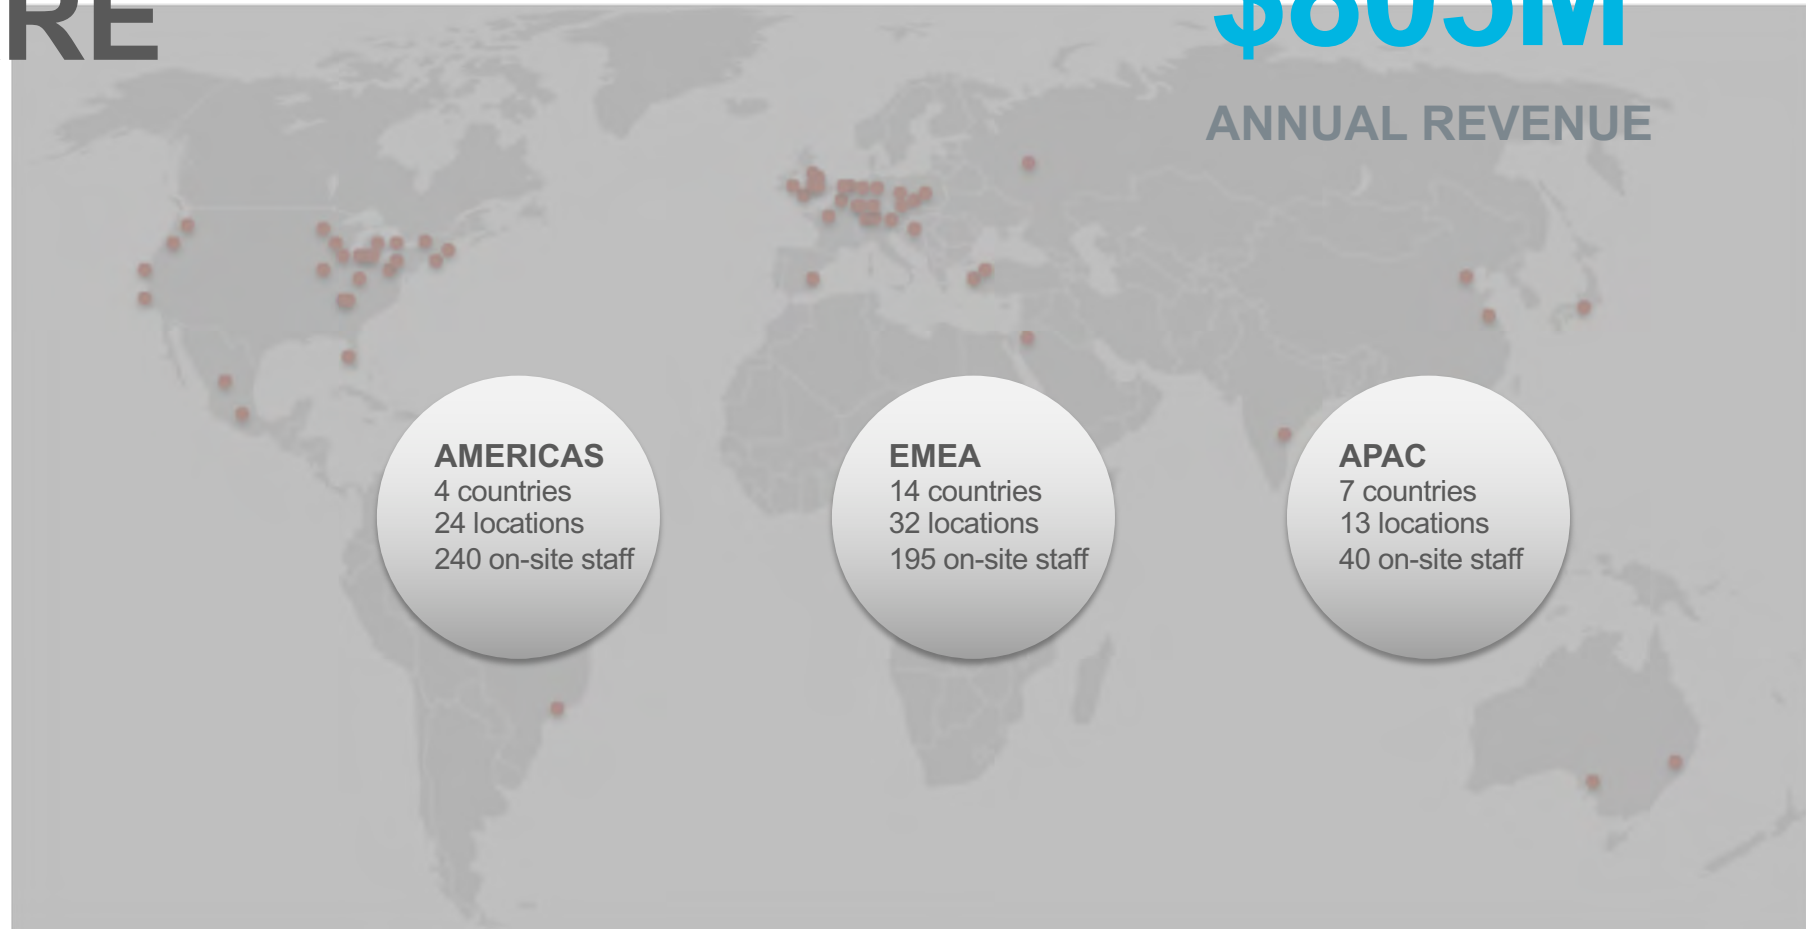 RE
$805M
ANNUAL REVENUE
AMERICAS
4 countries
24 locations
240 on-site staff
EMEA
14 countries
32 locations
195 on-site staff
APAC
7 countries
13 locations
40 on-site staff